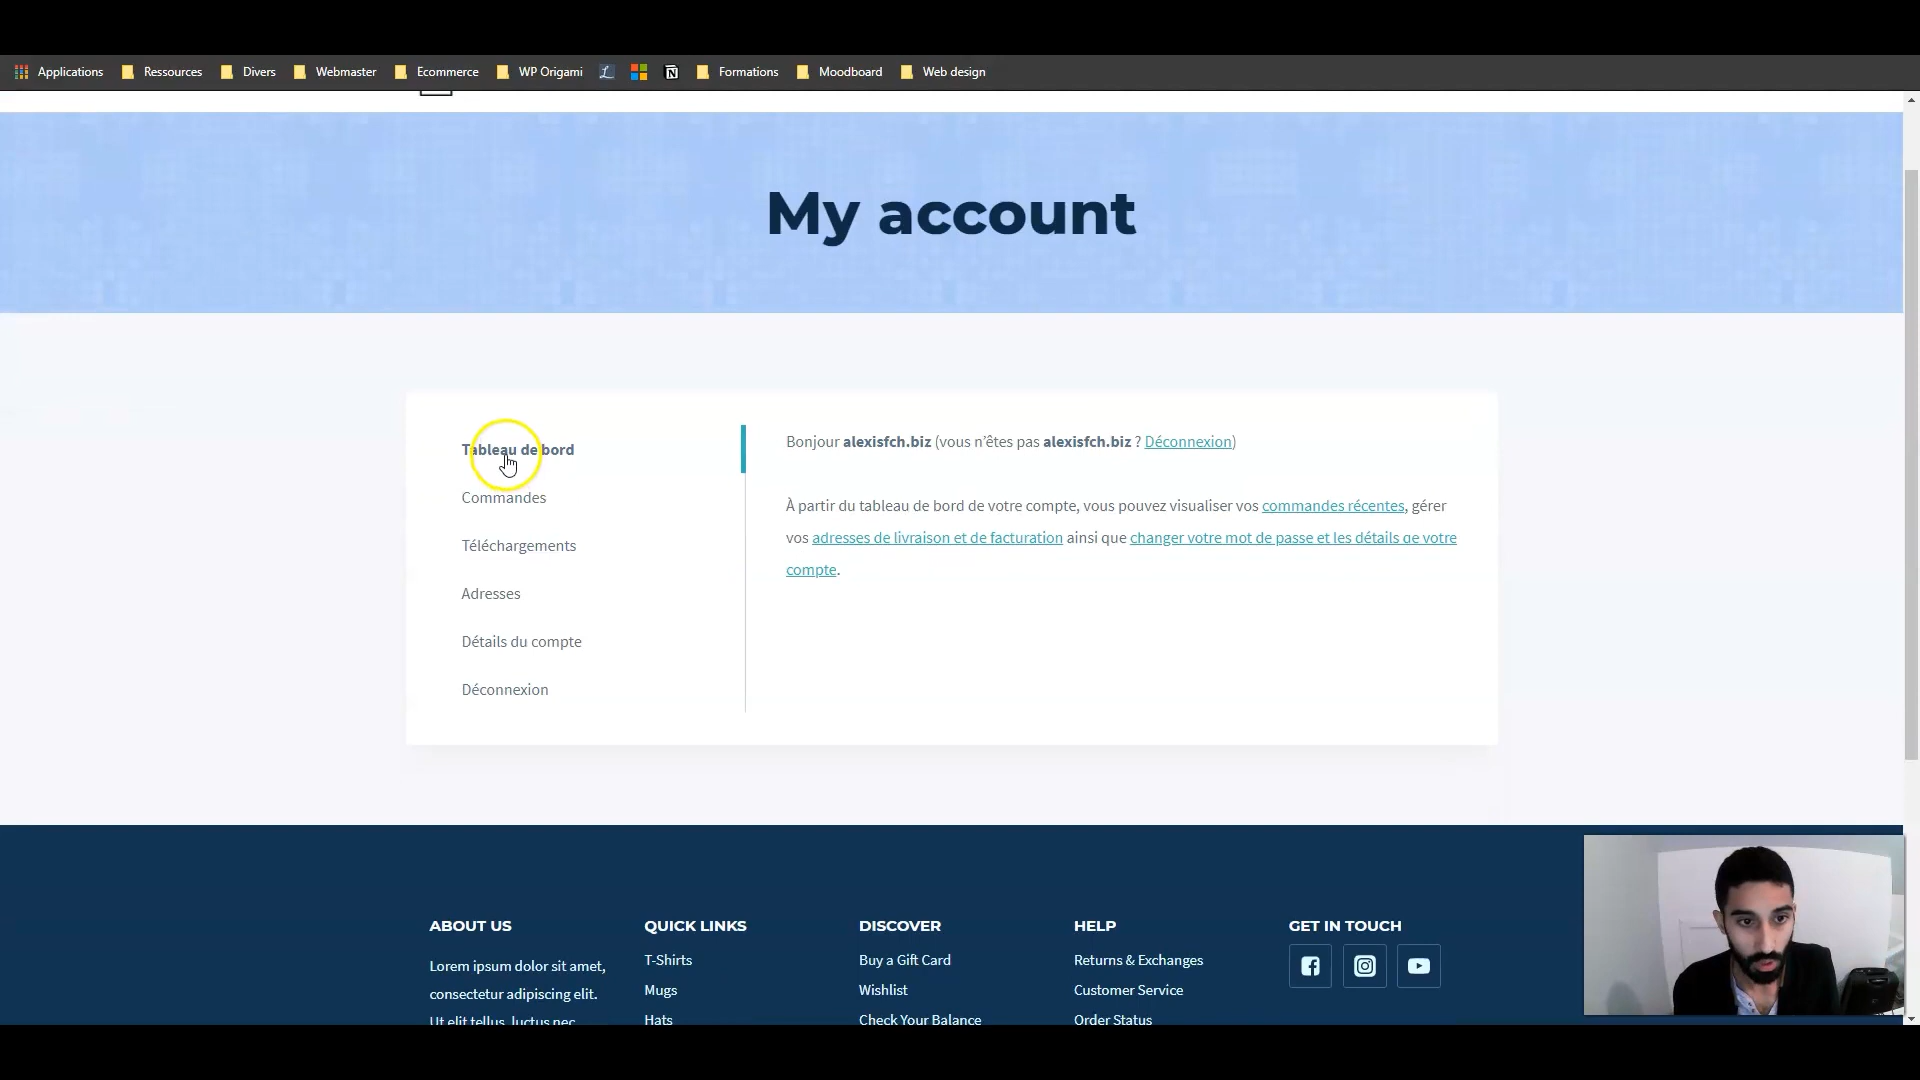 Applications Ressources Divers Webmaster Ecommerce WP Origami Formations Moodboard Web design
My account
Tableau de bord
Commandes
Téléchargements
Adresses
Détails du compte
Déconnexion
Bonjour alexisfch.biz (vous n’êtes pas alexisfch.biz ? Déconnexion)
À partir du tableau de bord de votre compte, vous pouvez visualiser vos commandes récentes, gérer
vos adresses de livraison et de facturation ainsi que changer votre mot de passe et les détails de votre
compte.
ABOUT US
Lorem ipsum dolor sit amet,
consectetur adipiscing elit.
Ut elit tellus, luctus nec
QUICK LINKS
T-Shirts
Mugs
Hats
DISCOVER
Buy a Gift Card
Wishlist
Check Your Balance
HELP
Returns & Exchanges
Customer Service
Order Status
GET IN TOUCH